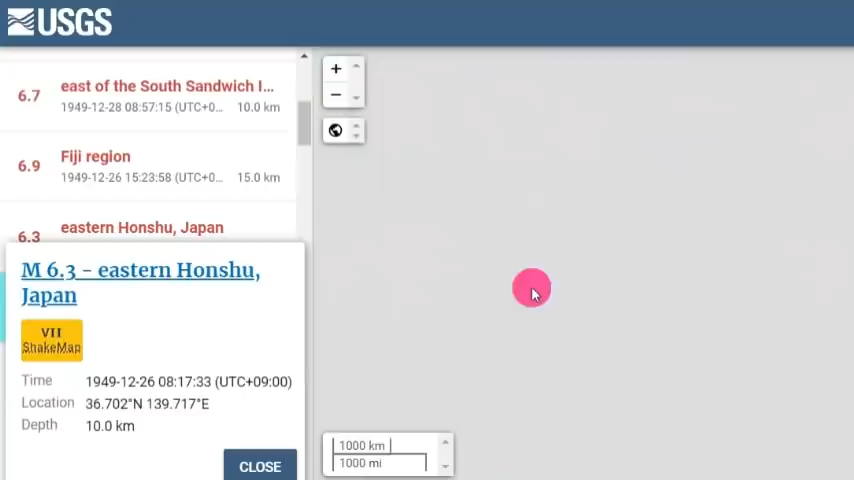 USGS
6.7
east of the South Sandwich I...
1949-12-28 08:57:15 (UTC+0... 10.0 km
6.9
Fiji region
1949-12-26 15:23:58 (UTC+0... 15.0 km
6.3
eastern Honshu, Japan
M 6.3 - eastern Honshu,
Japan
VII
ShakeMap
Time 1949-12-26 08:17:33 (UTC+09:00)
Location 36.702°N 139.717°E
Depth 10.0 km
CLOSE
+
−
1000 km
1000 mi